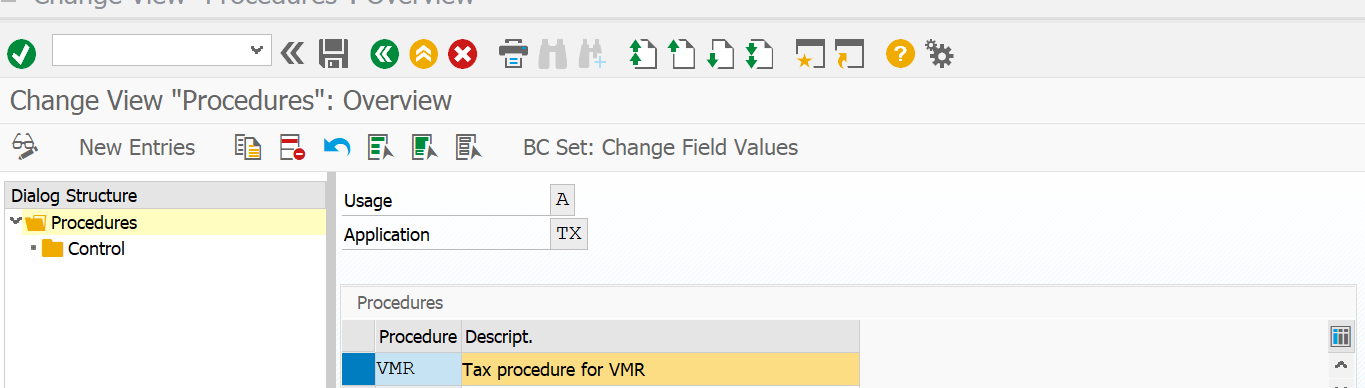 Change View "Procedures": Overview
Change View "Procedures": Overview
New Entries
BC Set: Change Field Values
Dialog Structure
Procedures
Control
Usage A
Application TX
Procedures
Procedure Descript.
VMR Tax procedure for VMR